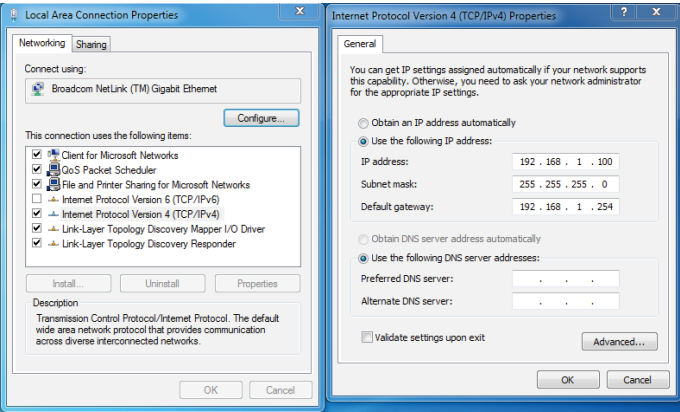 Local Area Connection Properties
X
Networking
Sharing
Connect using:
Broadcom NetLink (TM) Gigabit Ethernet
Configure...
This connection uses the following items:
Client for Microsoft Networks
QoS Packet Scheduler
File and Printer Sharing for Microsoft Networks
Internet Protocol Version 6 (TCP/IPv6)
Internet Protocol Version 4 (TCP/IPv4)
Link-Layer Topology Discovery Mapper I/O Driver
Link-Layer Topology Discovery Responder
Install...
Uninstall
Properties
Description
Transmission Control Protocol/Internet Protocol. The default
wide area network protocol that provides communication
across diverse interconnected networks.
OK
Cancel
Internet Protocol Version 4 (TCP/IPv4) Properties
? X
General
You can get IP settings assigned automatically if your network supports
this capability. Otherwise, you need to ask your network administrator
for the appropriate IP settings.
Obtain an IP address automatically
Use the following IP address:
IP address:
192 . 168 . 1 . 100
Subnet mask:
255 . 255 . 255 . 0
Default gateway:
192 . 168 . 1 . 254
Obtain DNS server address automatically
Use the following DNS server addresses:
Preferred DNS server:
. . .
Alternate DNS server:
. . .
Validate settings upon exit
Advanced...
OK
Cancel